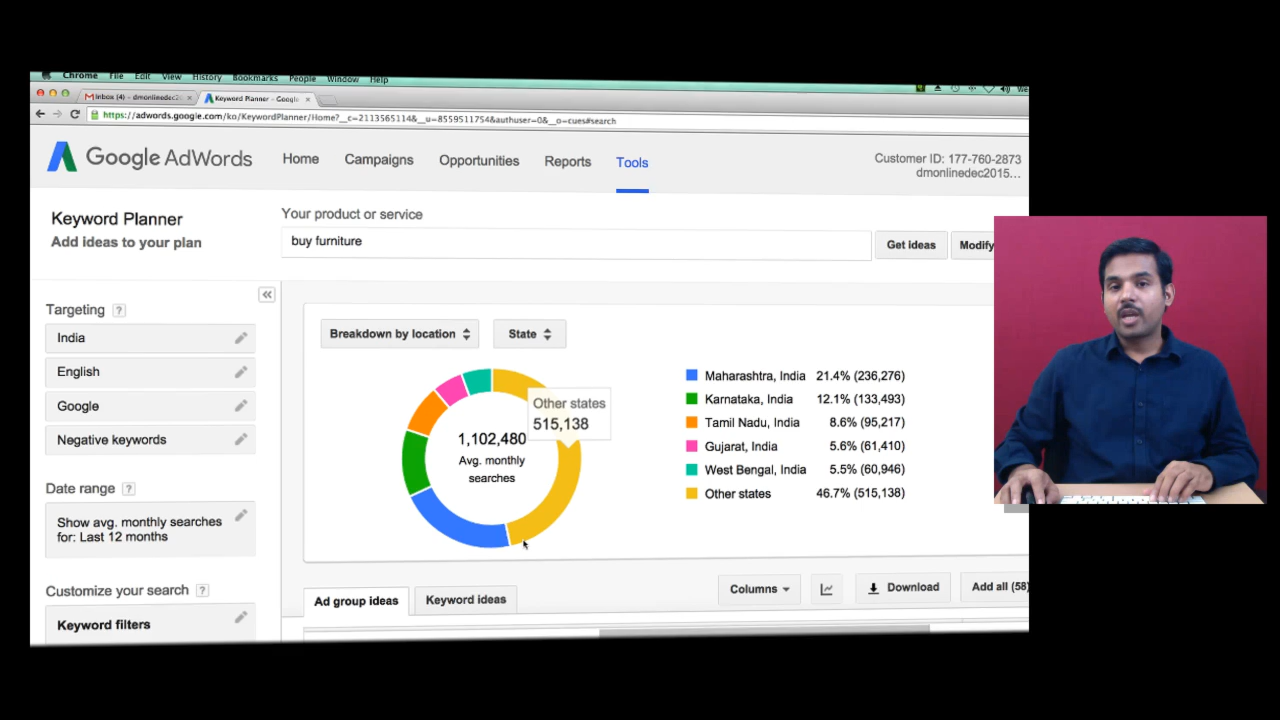 Chrome File Edit View History Bookmarks People Window Help
Inbox (4) - dmonlinedec2
Keyword Planner - Google
https://adwords.google.com/ko/KeywordPlanner/Home?__c=2113565114&__u=8559511754&authuser=0&__o=cues#search
Google AdWords
Home Campaigns Opportunities Reports Tools
Customer ID: 177-760-2873
dmonlinedec2015...
Keyword Planner
Add ideas to your plan
Your product or service
buy furniture
Get ideas
Modify
Targeting ?
India
English
Google
Negative keywords
Date range ?
Show avg. monthly searches
for: Last 12 months
Customize your search ?
Keyword filters
Breakdown by location
State
Other states
515,138
1,102,480
Avg. monthly
searches
Maharashtra, India 21.4% (236,276)
Karnataka, India 12.1% (133,493)
Tamil Nadu, India 8.6% (95,217)
Gujarat, India 5.6% (61,410)
West Bengal, India 5.5% (60,946)
Other states 46.7% (515,138)
Ad group ideas
Keyword ideas
Columns
Download
Add all (58)